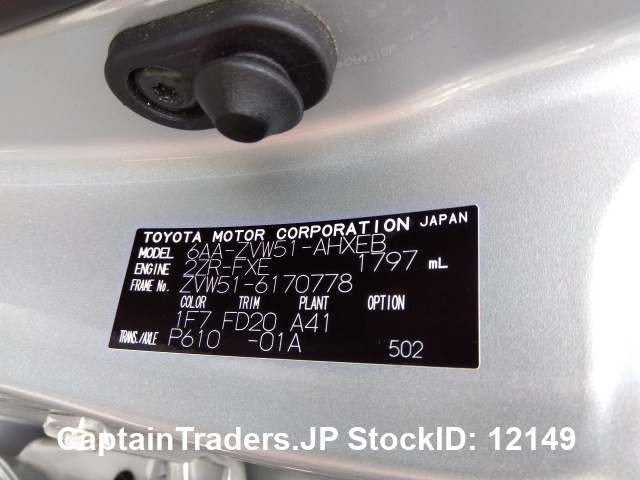 TOYOTA MOTOR CORPORATION JAPAN
MODEL 6AA-ZVW51-AHXEB
ENGINE 2ZR-FXE 1797 mL
FRAME No. ZVW51-6170778
COLOR TRIM PLANT OPTION
1F7 FD20 A41
TRANS./AXLE P610 -01A 502
CaptainTraders.JP StockID: 12149